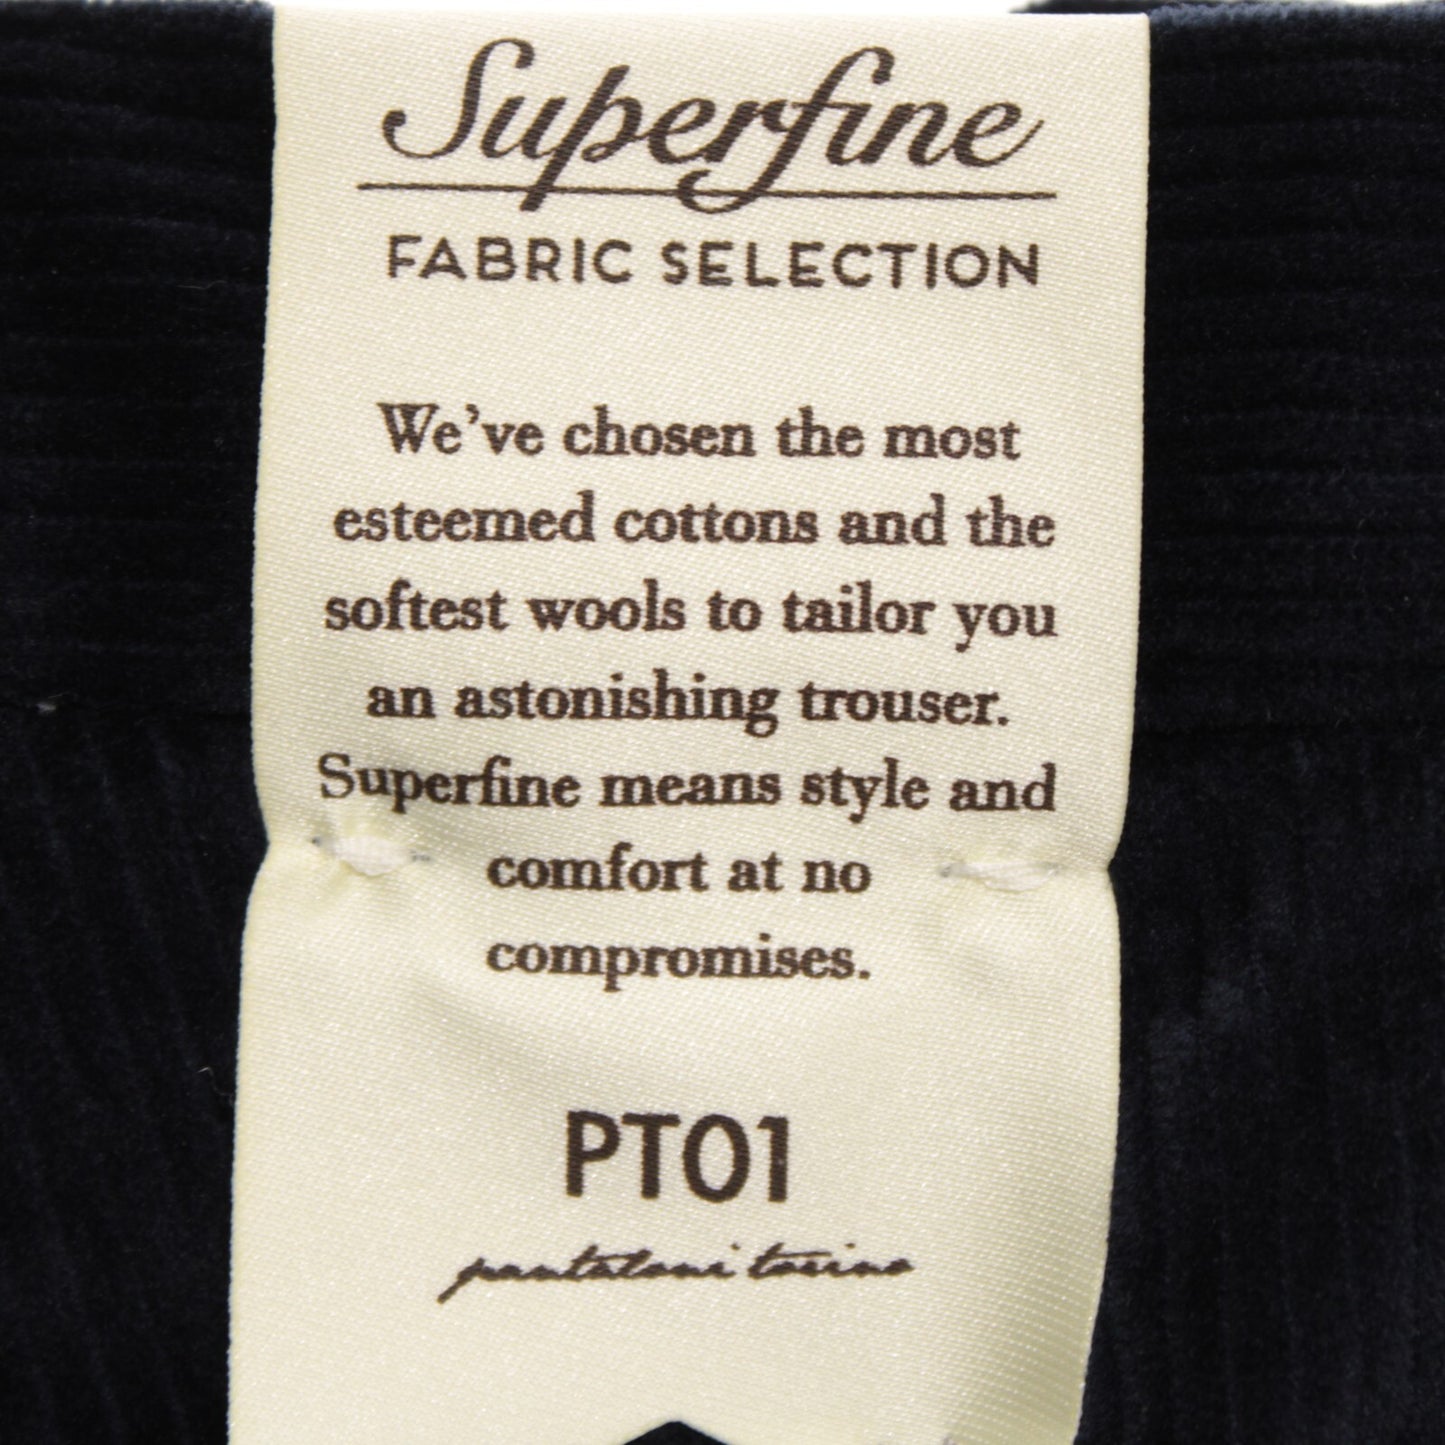 Superfine
FABRIC SELECTION
We've chosen the most
esteemed cottons and the
softest wools to tailor you
an astonishing trouser.
Superfine means style and
comfort at no
compromises.
PT01
pantaloni torino